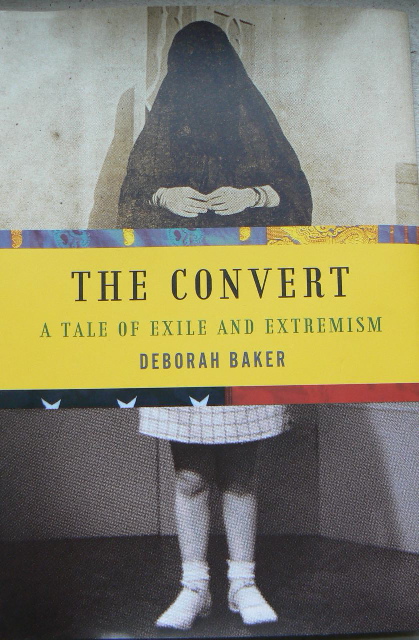 THE CONVERT
A TALE OF EXILE AND EXTREMISM
DEBORAH BAKER